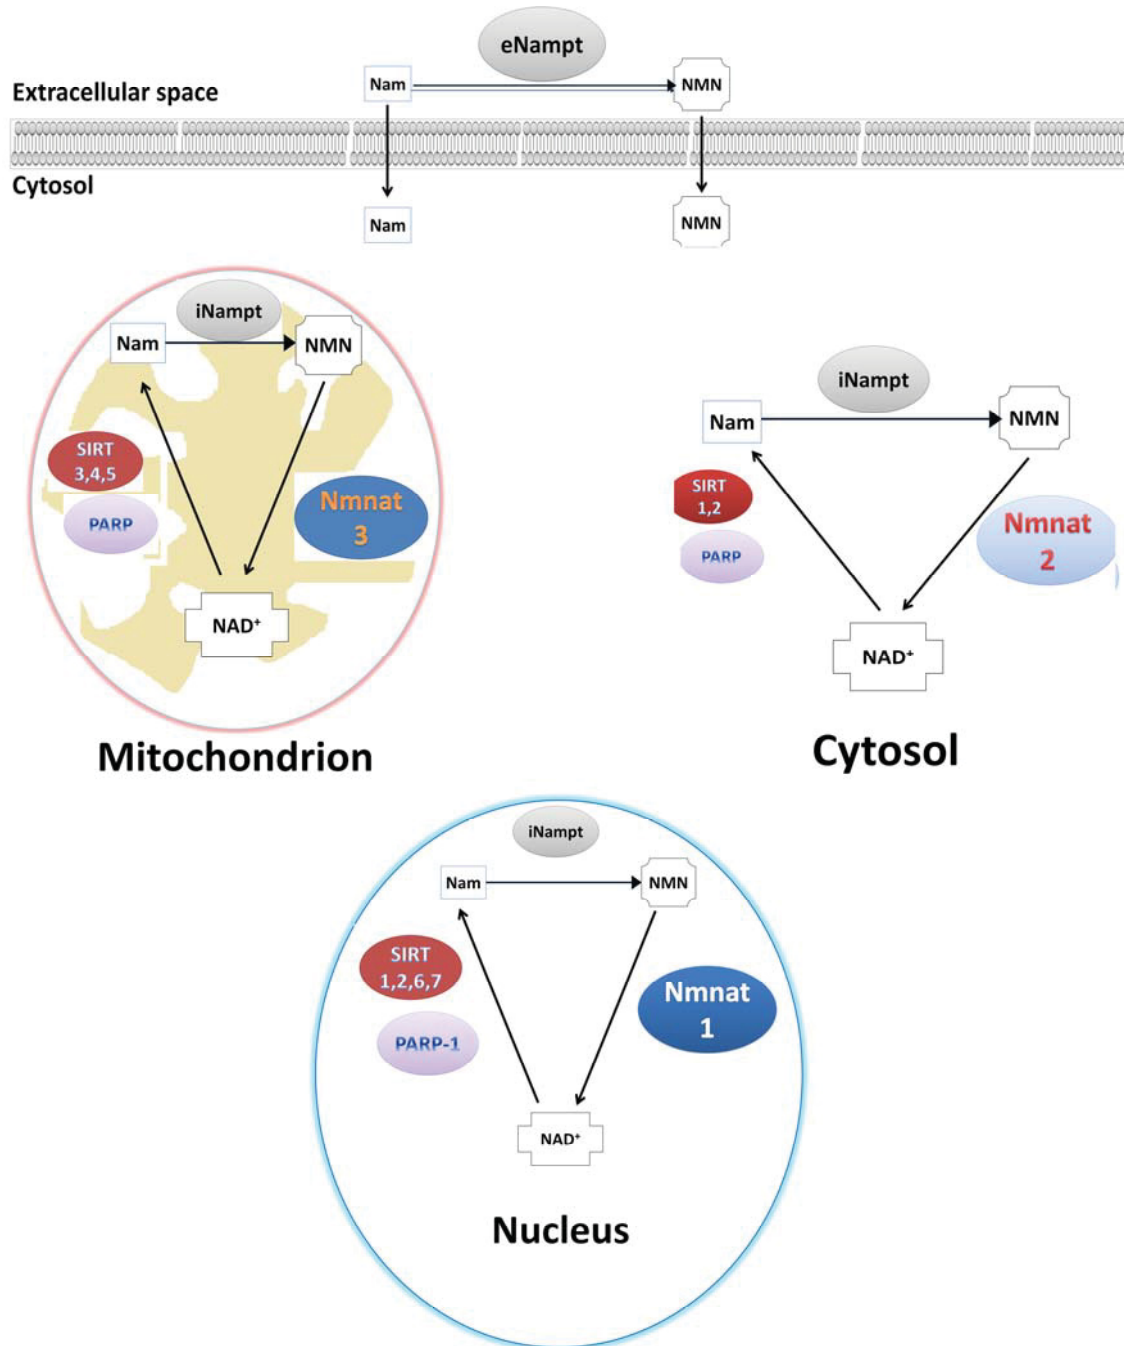 eNampt
Nam
NMN
Extracellular space
Cytosol
Nam
NMN
iNampt
Nam
NMN
SIRT
3,4,5
PARP
Nmnat
3
NAD⁺
Mitochondrion
iNampt
Nam
NMN
SIRT
1,2
PARP
Nmnat
2
NAD⁺
Cytosol
iNampt
Nam
NMN
SIRT
1,2,6,7
PARP-1
Nmnat
1
NAD⁺
Nucleus